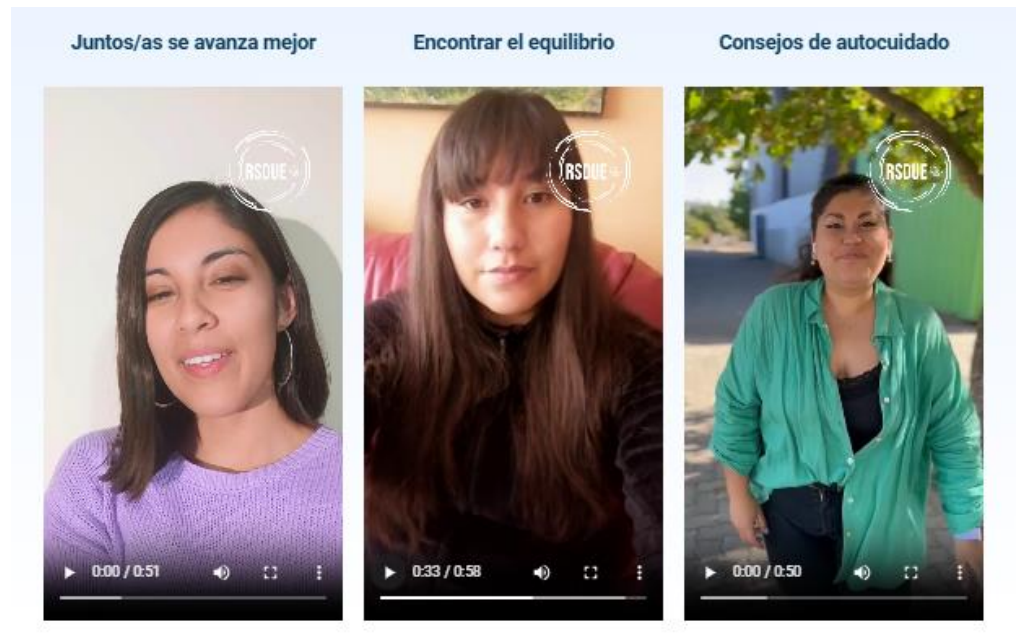 Juntos/as se avanza mejor
Encontrar el equilibrio
Consejos de autocuidado
RSDUE
RSDUE
RSDUE
0:00 / 0:51
0:33 / 0:58
0:00 / 0:50